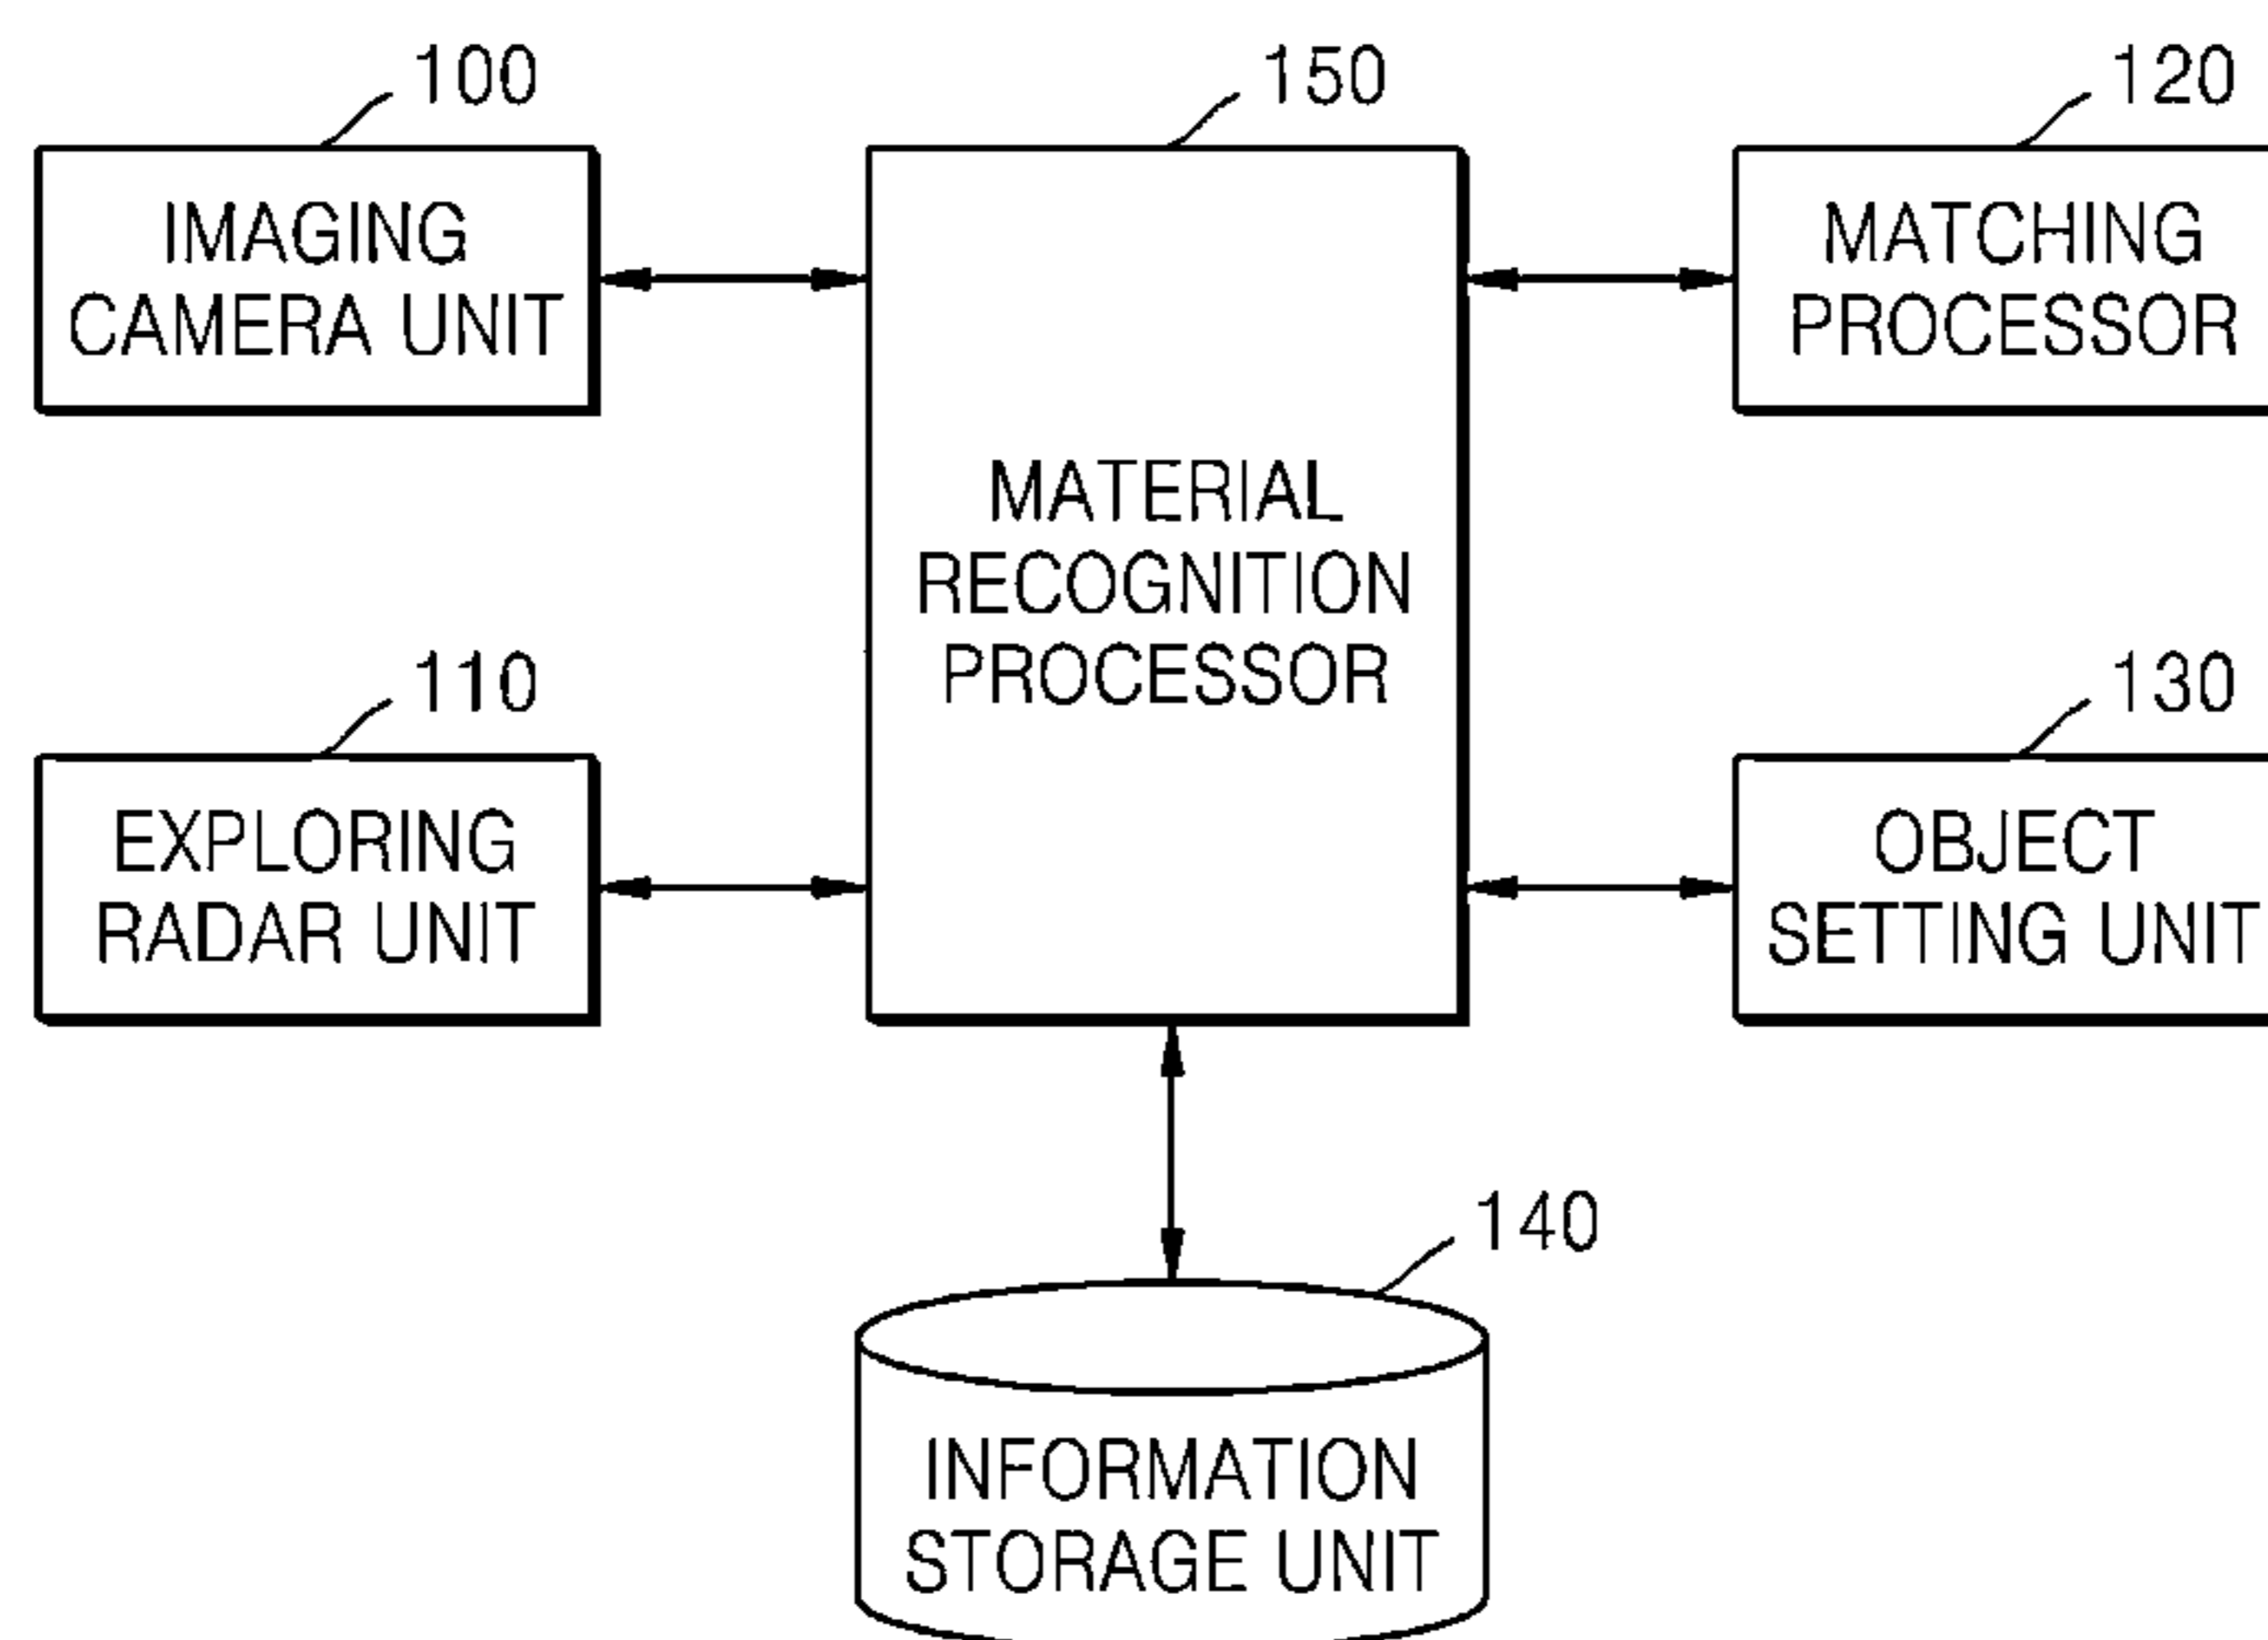 100
IMAGING
CAMERA UNIT
150
MATERIAL
RECOGNITION
PROCESSOR
120
MATCHING
PROCESSOR
110
EXPLORING
RADAR UNIT
130
OBJECT
SETTING UNIT
140
INFORMATION
STORAGE UNIT